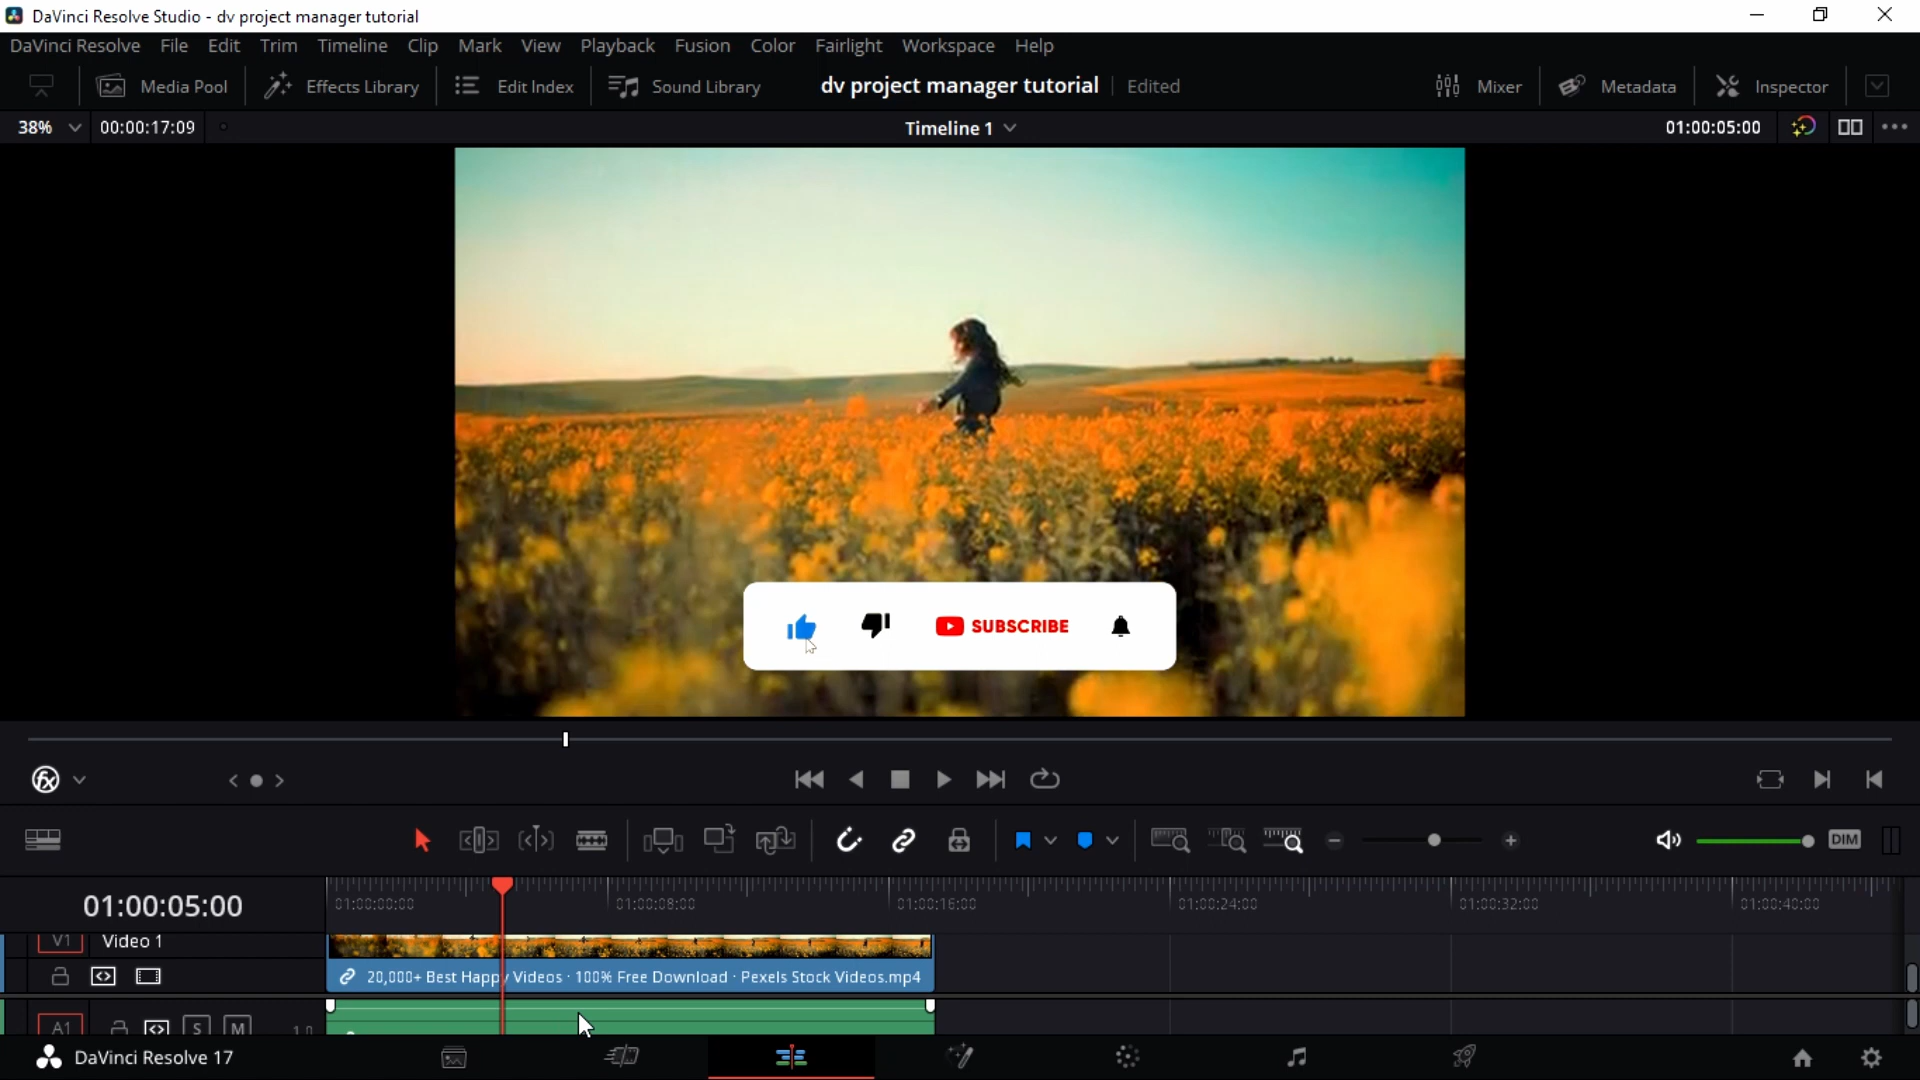 DaVinci Resolve Studio - dv project manager tutorial
DaVinci Resolve File Edit Trim Timeline Clip Mark View Playback Fusion Color Fairlight Workspace Help
Media Pool Effects Library Edit Index Sound Library dv project manager tutorial Edited Mixer Metadata Inspector
38% 00:00:17:09 Timeline 1 01:00:05:00
SUBSCRIBE
fx
DIM
01:00:05:00 01:00:00:00 01:00:08:00 01:00:16:00 01:00:24:00 01:00:32:00 01:00:40:00
V1 Video 1
20,000+ Best Happy Videos · 100% Free Download · Pexels Stock Videos.mp4
A1 S M 1.0
DaVinci Resolve 17